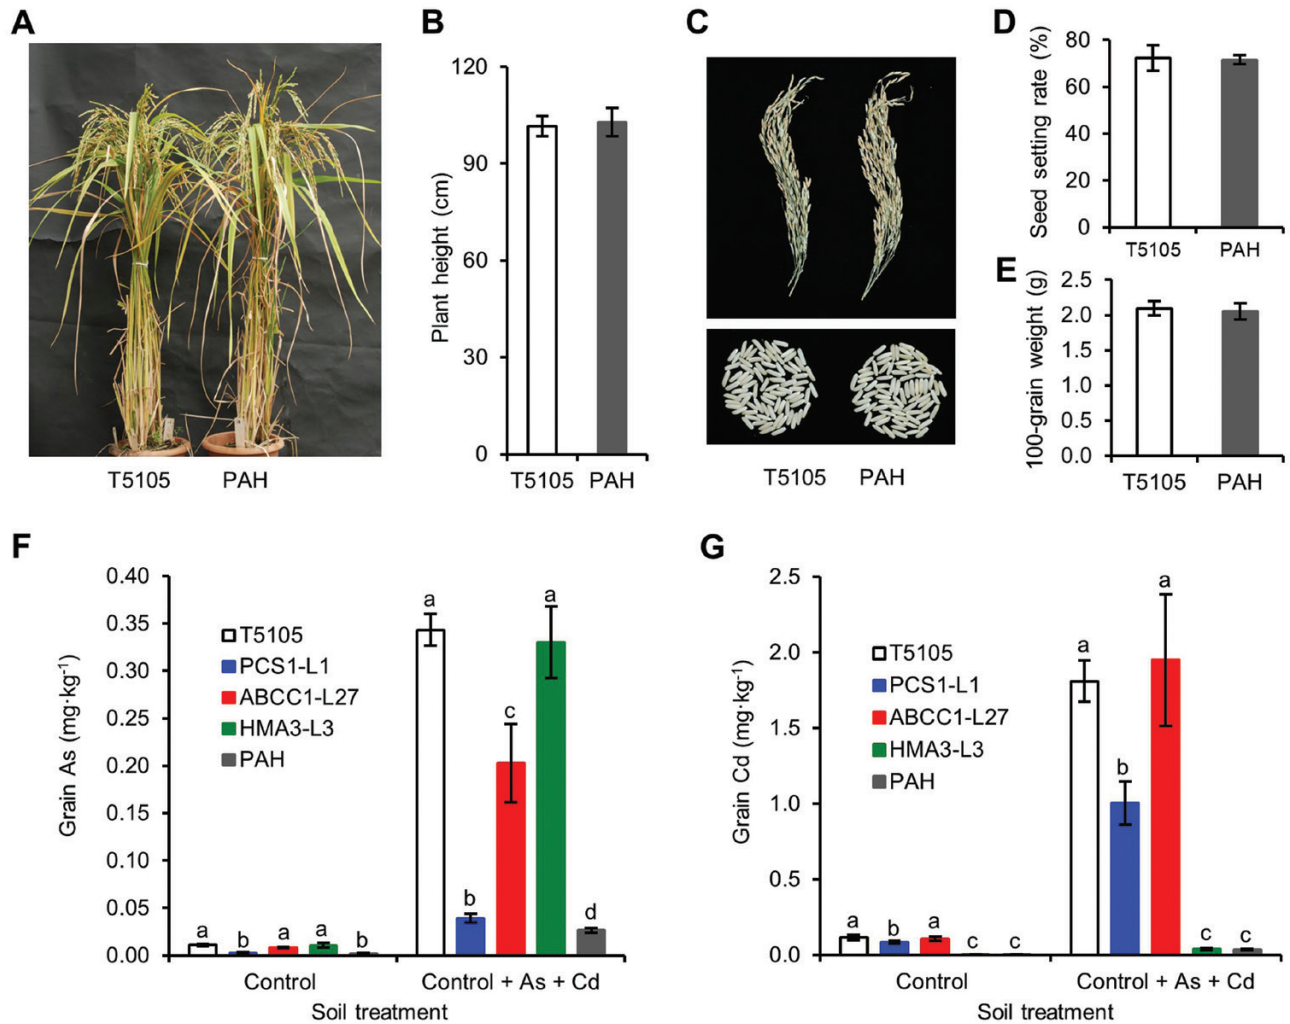 A
T5105 PAH
B
Plant height (cm)
120
90
60
30
0
T5105 PAH
C
T5105 PAH
D
Seed setting rate (%)
80
60
40
20
0
T5105 PAH
E
100-grain weight (g)
2.5
2.0
1.5
1.0
0.5
0.0
T5105 PAH
F
Grain As (mg·kg⁻¹)
0.40
0.35
0.30
0.25
0.20
0.15
0.10
0.05
0.00
T5105
PCS1-L1
ABCC1-L27
HMA3-L3
PAH
a b a a b
a b c a d
Control Control + As + Cd
Soil treatment
G
Grain Cd (mg·kg⁻¹)
2.5
2.0
1.5
1.0
0.5
0.0
T5105
PCS1-L1
ABCC1-L27
HMA3-L3
PAH
a b a c c
a b a c c
Control Control + As + Cd
Soil treatment